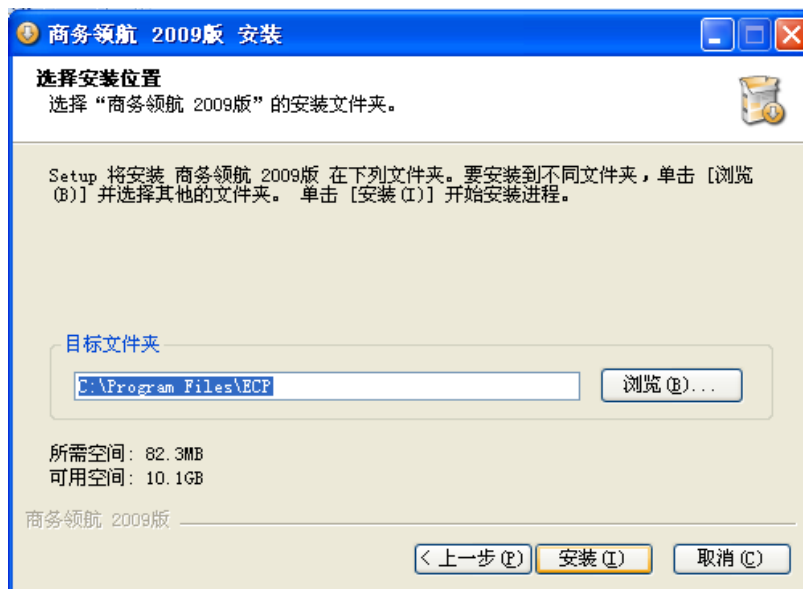 商务领航 2009版 安装
选择安装位置
选择“商务领航 2009版”的安装文件夹。
Setup 将安装 商务领航 2009版 在下列文件夹。要安装到不同文件夹，单击 [浏览
(B)] 并选择其他的文件夹。 单击 [安装(I)] 开始安装进程。
目标文件夹
C:\Program Files\ECP
浏览(B)...
所需空间: 82.3MB
可用空间: 10.1GB
商务领航 2009版
< 上一步(P)
安装(I)
取消(C)